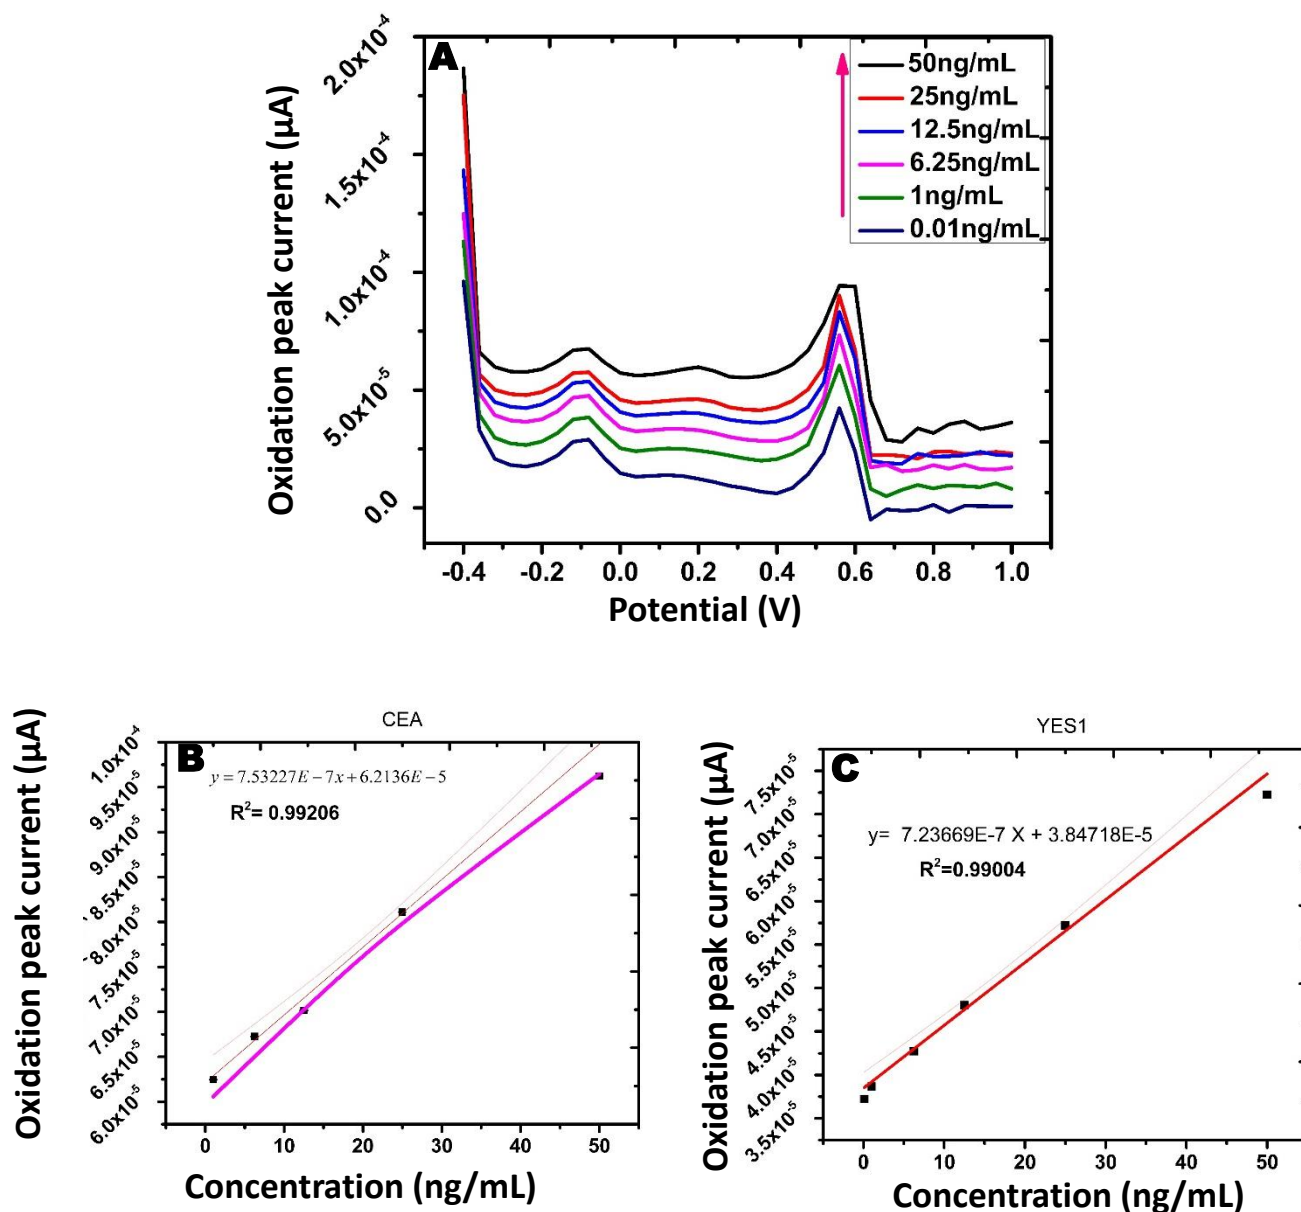 A
50ng/mL
25ng/mL
12.5ng/mL
6.25ng/mL
1ng/mL
0.01ng/mL
Oxidation peak current (µA)
2.0x10⁻⁴
1.5x10⁻⁴
1.0x10⁻⁴
5.0x10⁻⁵
0.0
-0.4 -0.2 0.0 0.2 0.4 0.6 0.8 1.0
Potential (V)
CEA
B
y = 7.53227E − 7x + 6.2136E − 5
R²= 0.99206
Oxidation peak current (µA)
1.0x10⁻⁴
9.5x10⁻⁵
9.0x10⁻⁵
8.5x10⁻⁵
8.0x10⁻⁵
7.5x10⁻⁵
7.0x10⁻⁵
6.5x10⁻⁵
6.0x10⁻⁵
0 10 20 30 40 50
Concentration (ng/mL)
YES1
C
y= 7.23669E-7 X + 3.84718E-5
R²=0.99004
Oxidation peak current (µA)
7.5x10⁻⁵
7.0x10⁻⁵
6.5x10⁻⁵
6.0x10⁻⁵
5.5x10⁻⁵
5.0x10⁻⁵
4.5x10⁻⁵
4.0x10⁻⁵
3.5x10⁻⁵
0 10 20 30 40 50
Concentration (ng/mL)